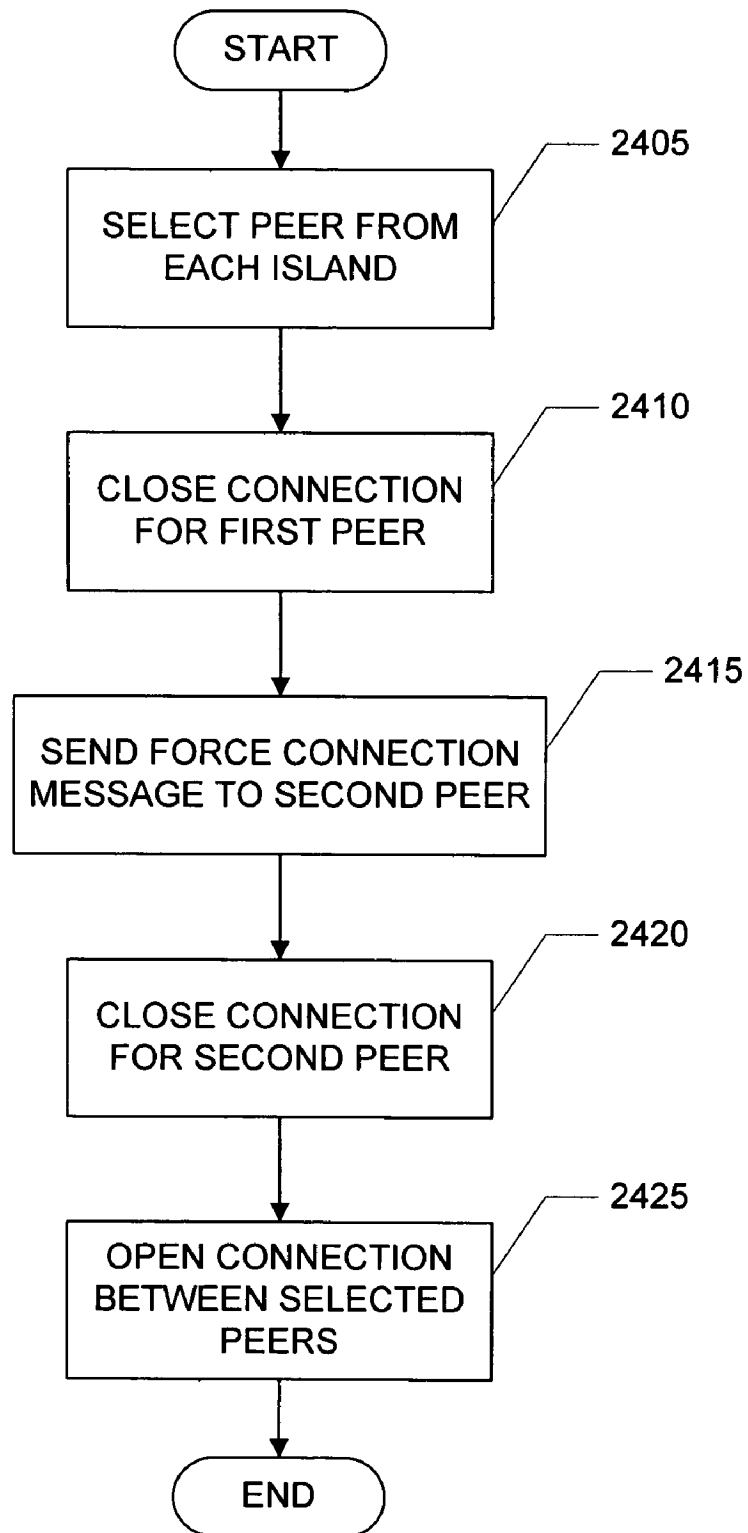 START
2405
SELECT PEER FROM
EACH ISLAND
2410
CLOSE CONNECTION
FOR FIRST PEER
2415
SEND FORCE CONNECTION
MESSAGE TO SECOND PEER
2420
CLOSE CONNECTION
FOR SECOND PEER
2425
OPEN CONNECTION
BETWEEN SELECTED
PEERS
END